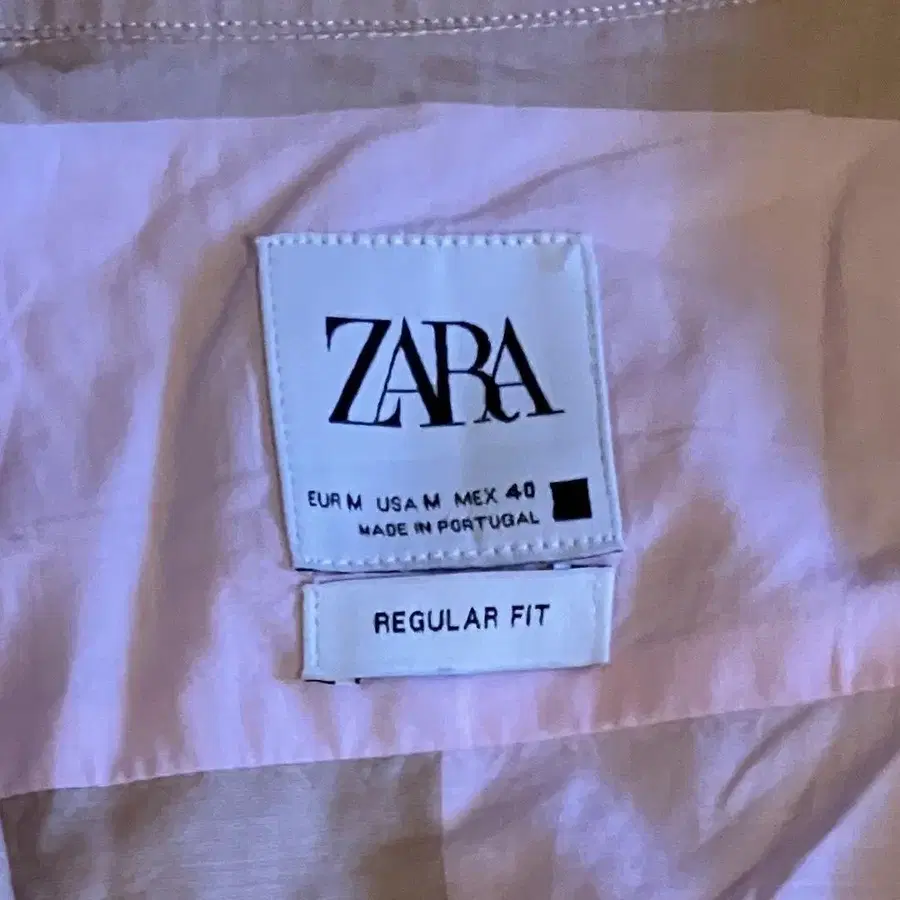 ZARA
EUR M USA M MEX 40
MADE IN PORTUGAL
REGULAR FIT